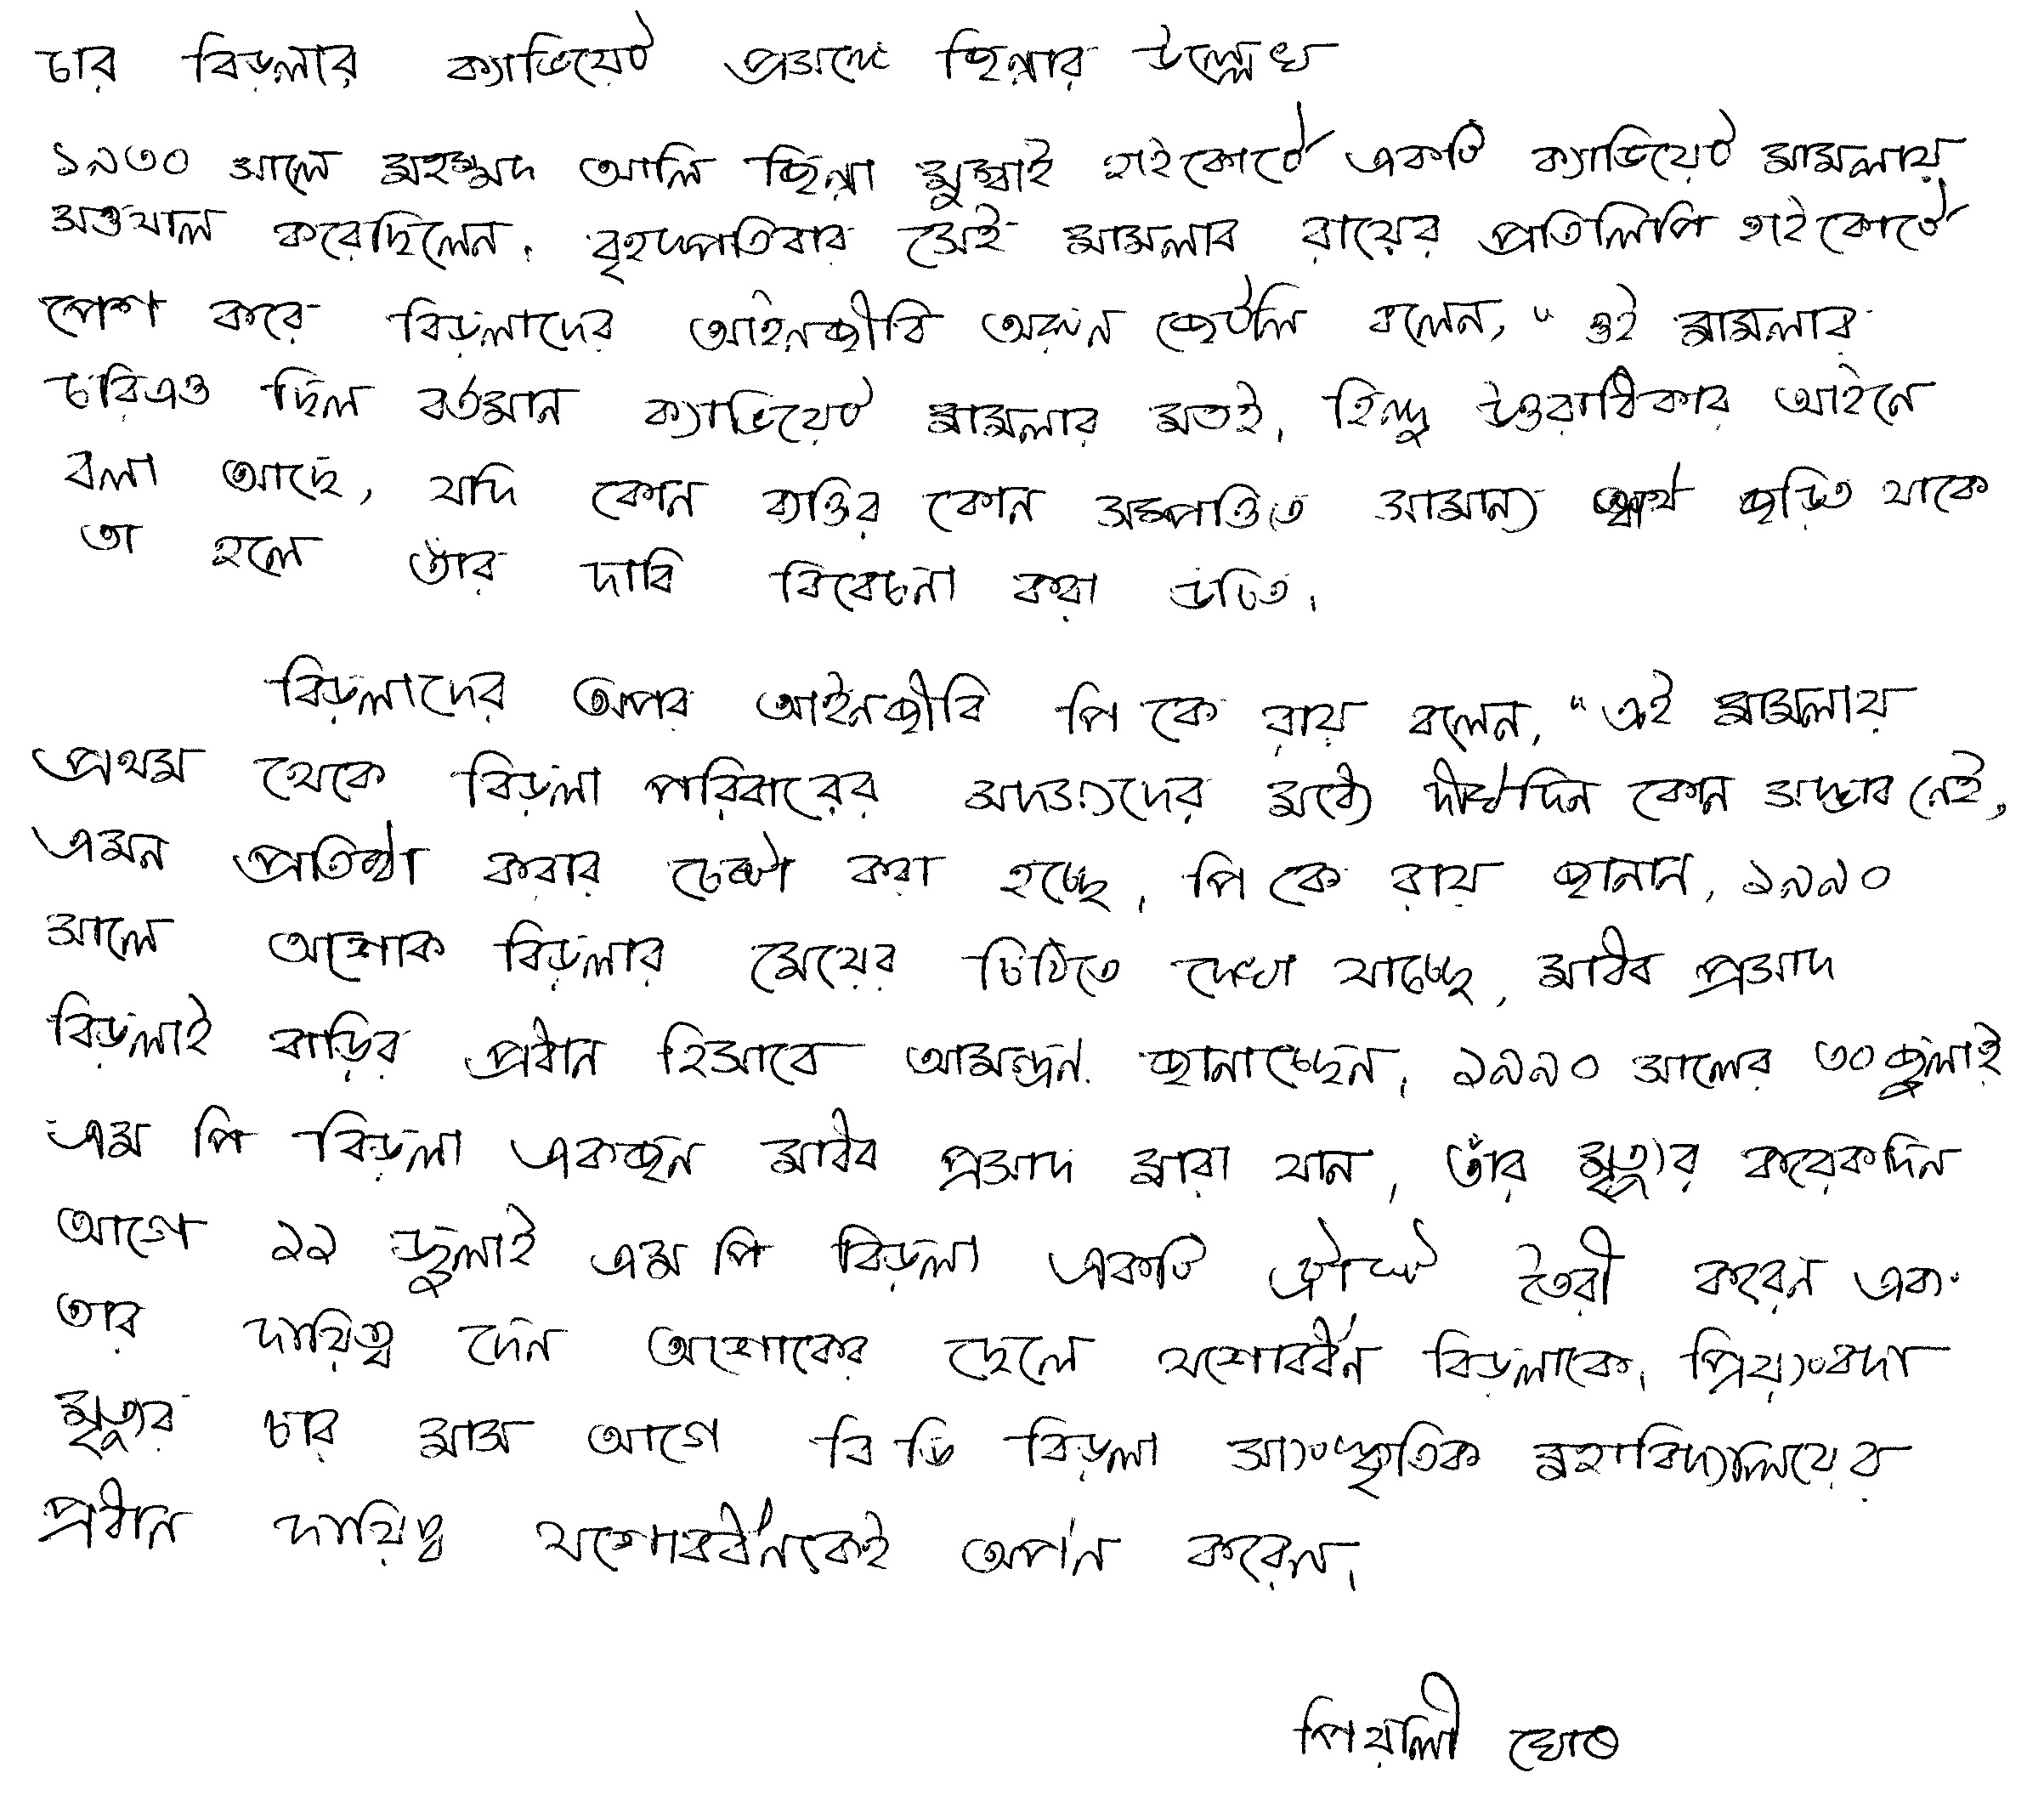 চার বিড়লার ক্যাভিয়েট প্রসঙ্গে জিন্নার উল্লেখ
১৯৩০ সালে মহম্মদ আলি জিন্না মুম্বাই হাইকোর্টে একটি ক্যাভিয়েট মামলায়
সওয়াল করেছিলেন। বৃহস্পতিবার সেই মামলার রায়ের প্রতিলিপি হাইকোর্টে
পেশ করে বিড়লাদের আইনজীবি অরুন জেটলি বলেন, "ওই মামলার
চরিত্রও ছিল বর্তমান ক্যাভিয়েট মামলার মতই। হিন্দু উত্তরাধিকার আইনে
বলা আছে, যদি কোন ব্যক্তির কোন সম্পত্তিতে সামান্য স্বার্থ জড়িত থাকে
তা হলে তাঁর দাবি বিবেচনা করা উচিত।
বিড়লাদের অপর আইনজীবি পি কে রায় বলেন, "এই মামলায়
প্রথম থেকে বিড়লা পরিবারের সদস্যদের মধ্যে দীর্ঘদিন কোন সদ্ভাব নেই,
এমন প্রতিষ্ঠা করার চেষ্টা করা হচ্ছে। পি কে রায় জানান, ১৯৯০
সালে অশোক বিড়লার মেয়ের চিঠিতে দেখা যাচ্ছে, মাধব প্রসাদ
বিড়লাই বাড়ির প্রধান হিসাবে আমন্ত্রন জানাচ্ছেন। ১৯৯০ সালের ৩০ জুলাই
এম পি বিড়লা একজন মাধব প্রসাদ মারা যান, তাঁর মৃত্যুর কয়েকদিন
আগে ২২ জুলাই এম পি বিড়লা একটি ট্রাস্ট তৈরী করেন এবং
তার দায়িত্ব দেন অশোকের ছেলে যশোবর্ধন বিড়লাকে। প্রিয়ংবদা
মৃত্যুর চার মাস আগে বি ডি বিড়লা সাংস্কৃতিক মহাবিদ্যালয়ের
প্রধান দায়িত্ব যশোবর্ধনকেই অর্পন করেন।
পিয়ালী ঘোষ